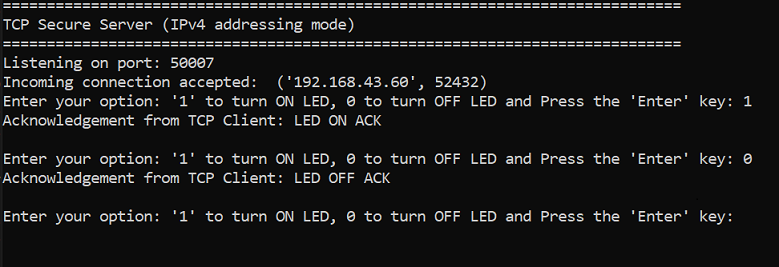 ================================================================================
TCP Secure Server (IPv4 addressing mode)
================================================================================
Listening on port: 50007
Incoming connection accepted:  ('192.168.43.60', 52432)
Enter your option: '1' to turn ON LED, 0 to turn OFF LED and Press the 'Enter' key: 1
Acknowledgement from TCP Client: LED ON ACK
Enter your option: '1' to turn ON LED, 0 to turn OFF LED and Press the 'Enter' key: 0
Acknowledgement from TCP Client: LED OFF ACK
Enter your option: '1' to turn ON LED, 0 to turn OFF LED and Press the 'Enter' key: